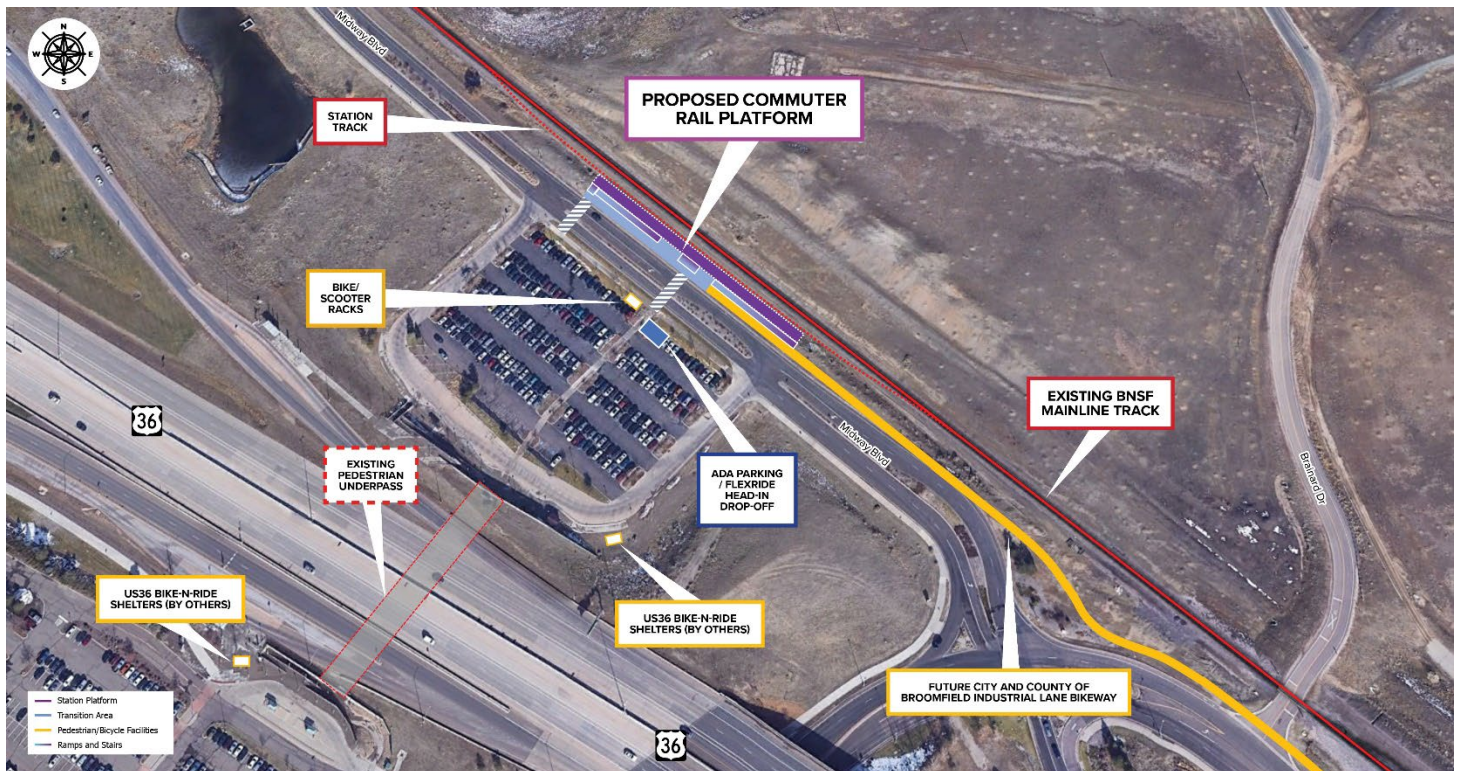 N
W E
S
Midway Blvd
STATION
TRACK
PROPOSED COMMUTER
RAIL PLATFORM
BIKE/
SCOOTER
RACKS
36
EXISTING
PEDESTRIAN
UNDERPASS
ADA PARKING
/ FLEXRIDE
HEAD-IN
DROP-OFF
Midway Blvd
EXISTING BNSF
MAINLINE TRACK
Brainard Dr
US36 BIKE-N-RIDE
SHELTERS (BY OTHERS)
US36 BIKE-N-RIDE
SHELTERS (BY OTHERS)
FUTURE CITY AND COUNTY OF
BROOMFIELD INDUSTRIAL LANE BIKEWAY
36
Station Platform
Transition Area
Pedestrian/Bicycle Facilities
Ramps and Stairs